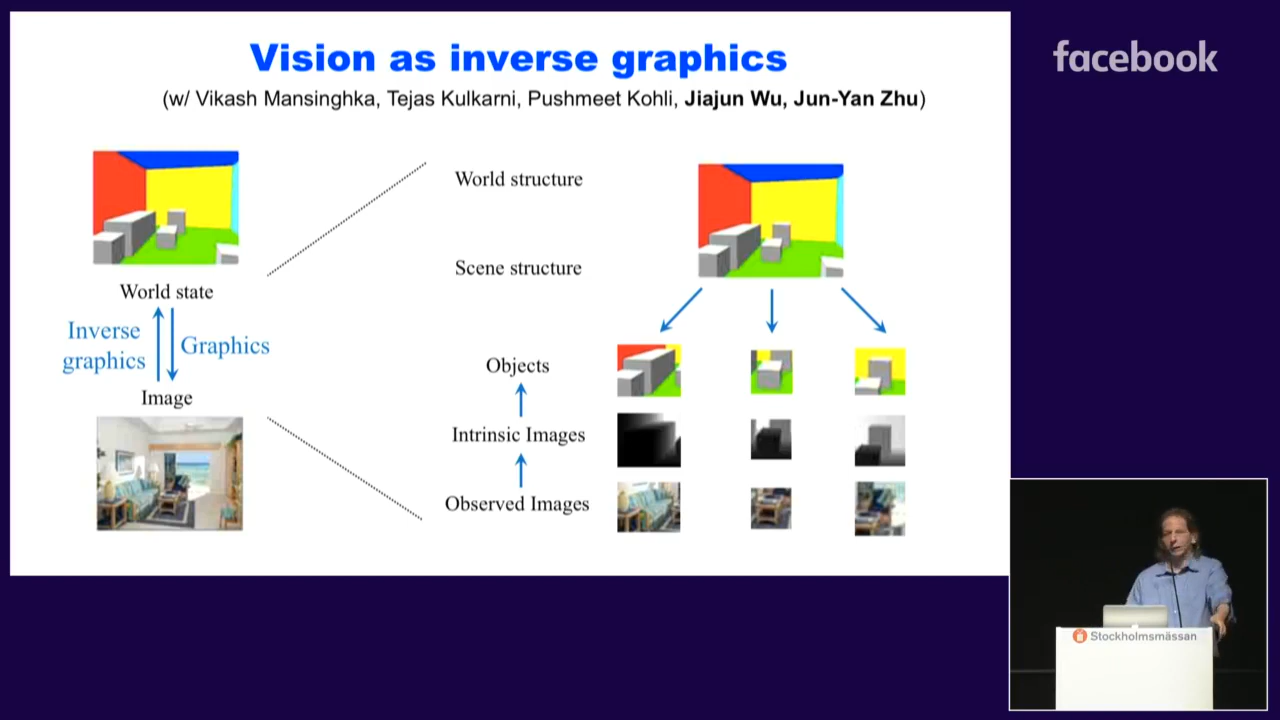 Vision as inverse graphics
facebook
(w/ Vikash Mansinghka, Tejas Kulkarni, Pushmeet Kohli, Jiajun Wu, Jun-Yan Zhu)
World structure
Scene structure
World state
Inverse
graphics
Graphics
Image
Objects
Intrinsic Images
Observed Images
Stockholmsmässan